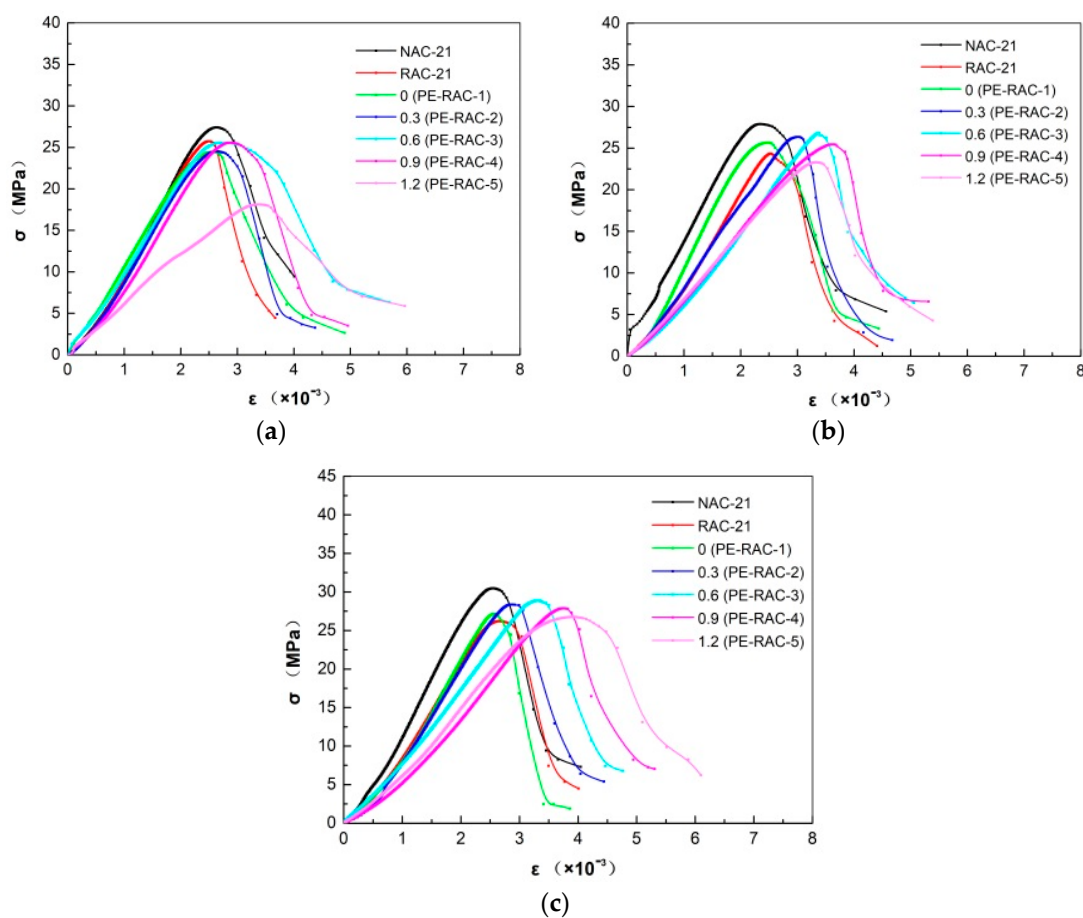 40
35
30
25
20
15
10
5
0
σ（MPa）
NAC-21
RAC-21
0 (PE-RAC-1)
0.3 (PE-RAC-2)
0.6 (PE-RAC-3)
0.9 (PE-RAC-4)
1.2 (PE-RAC-5)
0 1 2 3 4 5 6 7 8
ε （×10⁻³）
(a)
40
35
30
25
20
15
10
5
0
σ（MPa）
NAC-21
RAC-21
0 (PE-RAC-1)
0.3 (PE-RAC-2)
0.6 (PE-RAC-3)
0.9 (PE-RAC-4)
1.2 (PE-RAC-5)
0 1 2 3 4 5 6 7 8
ε （×10⁻³）
(b)
45
40
35
30
25
20
15
10
5
0
σ（MPa）
NAC-21
RAC-21
0 (PE-RAC-1)
0.3 (PE-RAC-2)
0.6 (PE-RAC-3)
0.9 (PE-RAC-4)
1.2 (PE-RAC-5)
0 1 2 3 4 5 6 7 8
ε （×10⁻³）
(c)